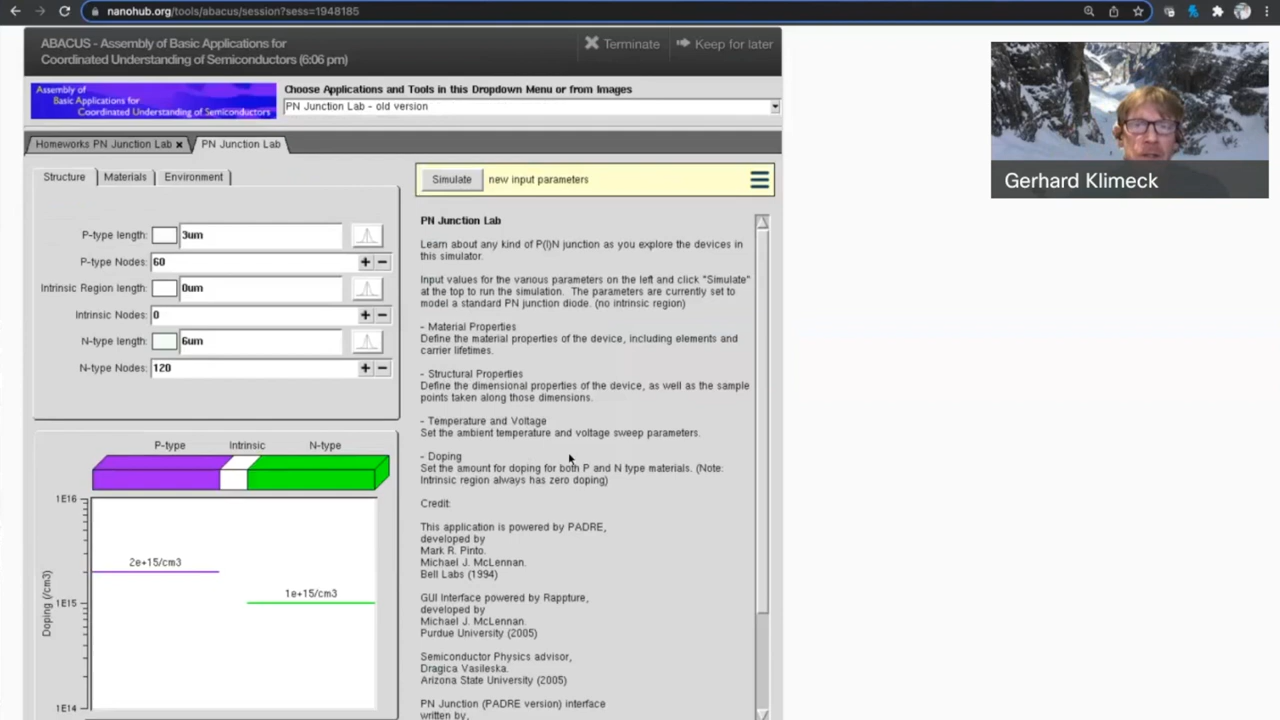 nanohub.org/tools/abacus/session?sess=1948185
ABACUS - Assembly of Basic Applications for
Coordinated Understanding of Semiconductors (6:06 pm)
Terminate
Keep for later
Assembly of
Basic Applications for
Coordinated Understanding of Semiconductors
Choose Applications and Tools in this Dropdown Menu or from Images
PN Junction Lab - old version
Homeworks PN Junction Lab
PN Junction Lab
Structure
Materials
Environment
P-type length:
3um
P-type Nodes:
60
+
−
Intrinsic Region length:
0um
Intrinsic Nodes:
0
+
−
N-type length:
6um
N-type Nodes:
120
+
−
P-type
Intrinsic
N-type
1E16
2e+15/cm3
1E15
1e+15/cm3
1E14
Doping (/cm3)
Simulate
new input parameters
PN Junction Lab
Learn about any kind of P(I)N junction as you explore the devices in
this simulator.
Input values for the various parameters on the left and click "Simulate"
at the top to run the simulation. The parameters are currently set to
model a standard PN junction diode. (no intrinsic region)
- Material Properties
Define the material properties of the device, including elements and
carrier lifetimes.
- Structural Properties
Define the dimensional properties of the device, as well as the sample
points taken along those dimensions.
- Temperature and Voltage
Set the ambient temperature and voltage sweep parameters.
- Doping
Set the amount for doping for both P and N type materials. (Note:
Intrinsic region always has zero doping)
Credit:
This application is powered by PADRE,
developed by
Mark R. Pinto.
Michael J. McLennan.
Bell Labs (1994)
GUI Interface powered by Rappture,
developed by
Michael J. McLennan.
Purdue University (2005)
Semiconductor Physics advisor,
Dragica Vasileska.
Arizona State University (2005)
PN Junction (PADRE version) interface
written by,
Gerhard Klimeck